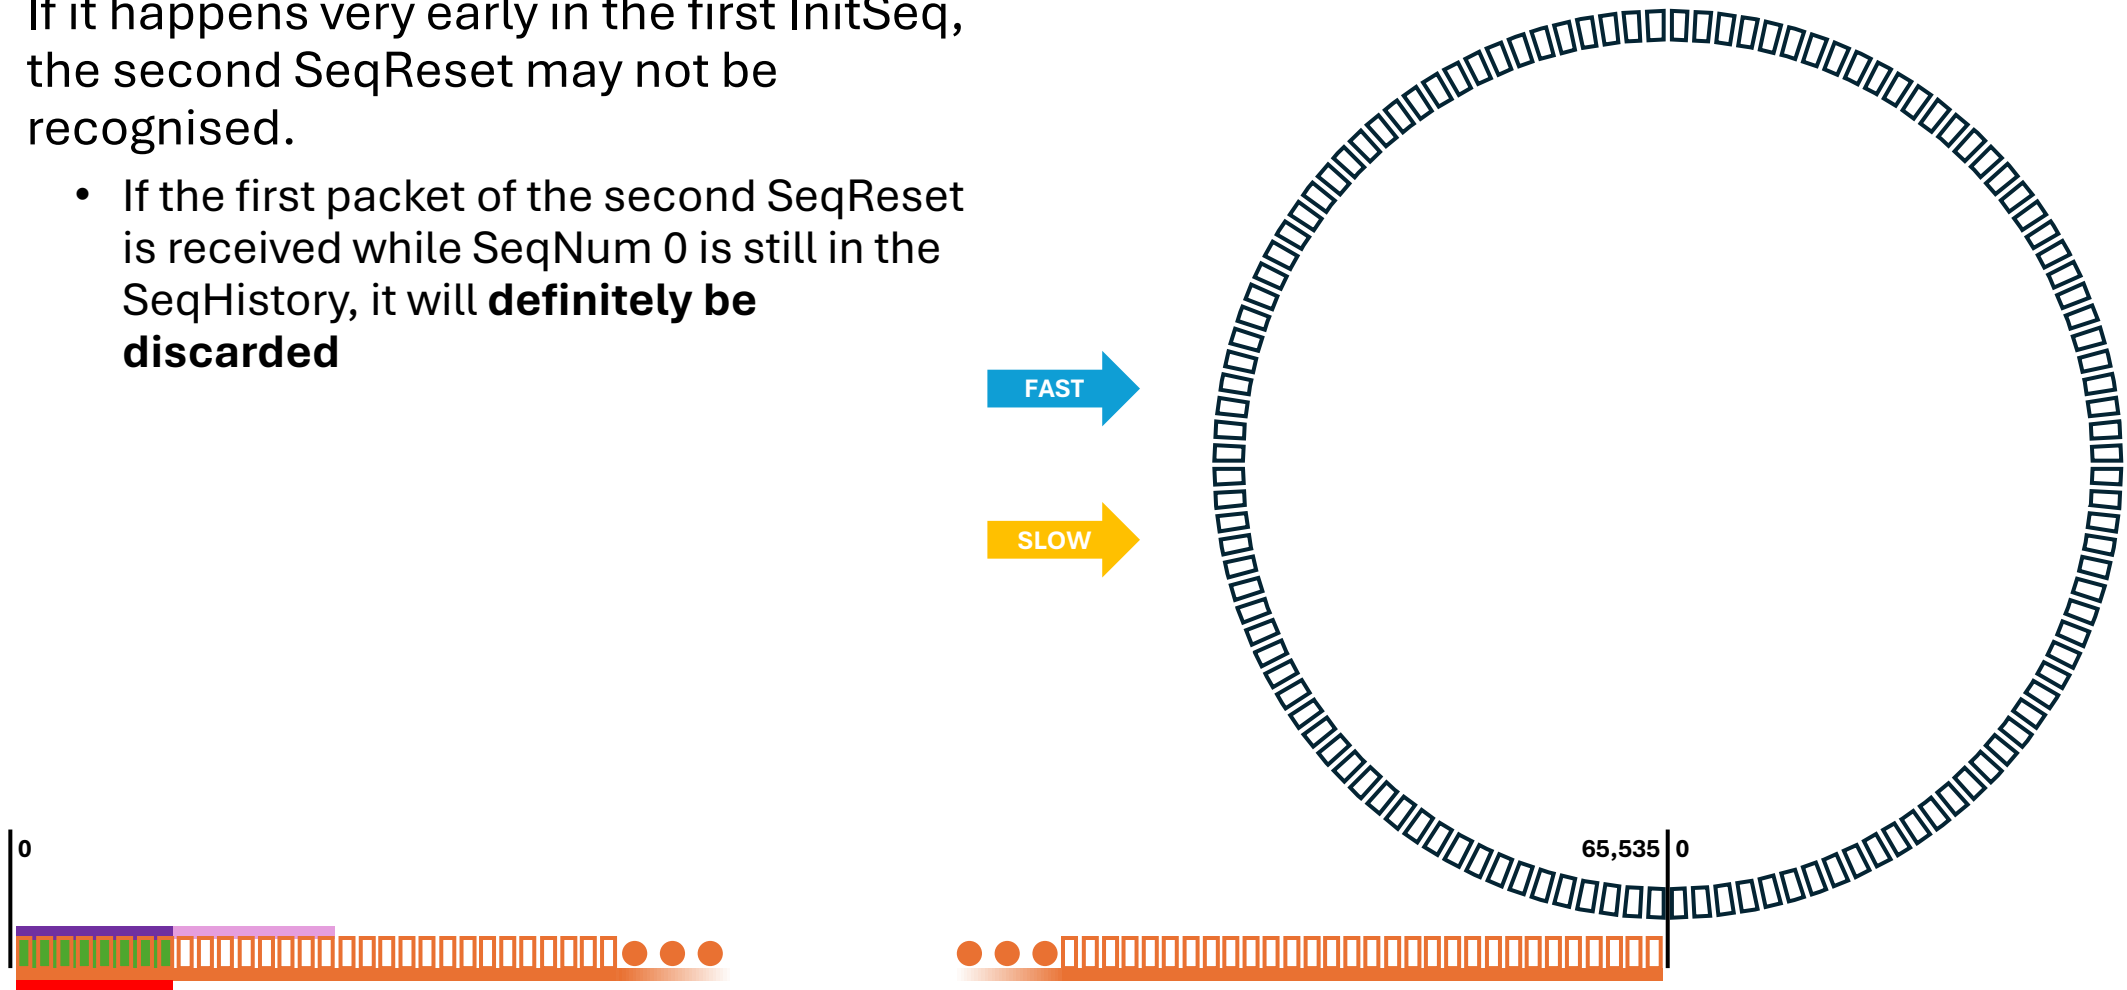 If it happens very early in the first InitSeq,
the second SeqReset may not be
recognised.
• If the first packet of the second SeqReset
is received while SeqNum 0 is still in the
SeqHistory, it will definitely be
discarded
FAST
SLOW
0
65,535 0